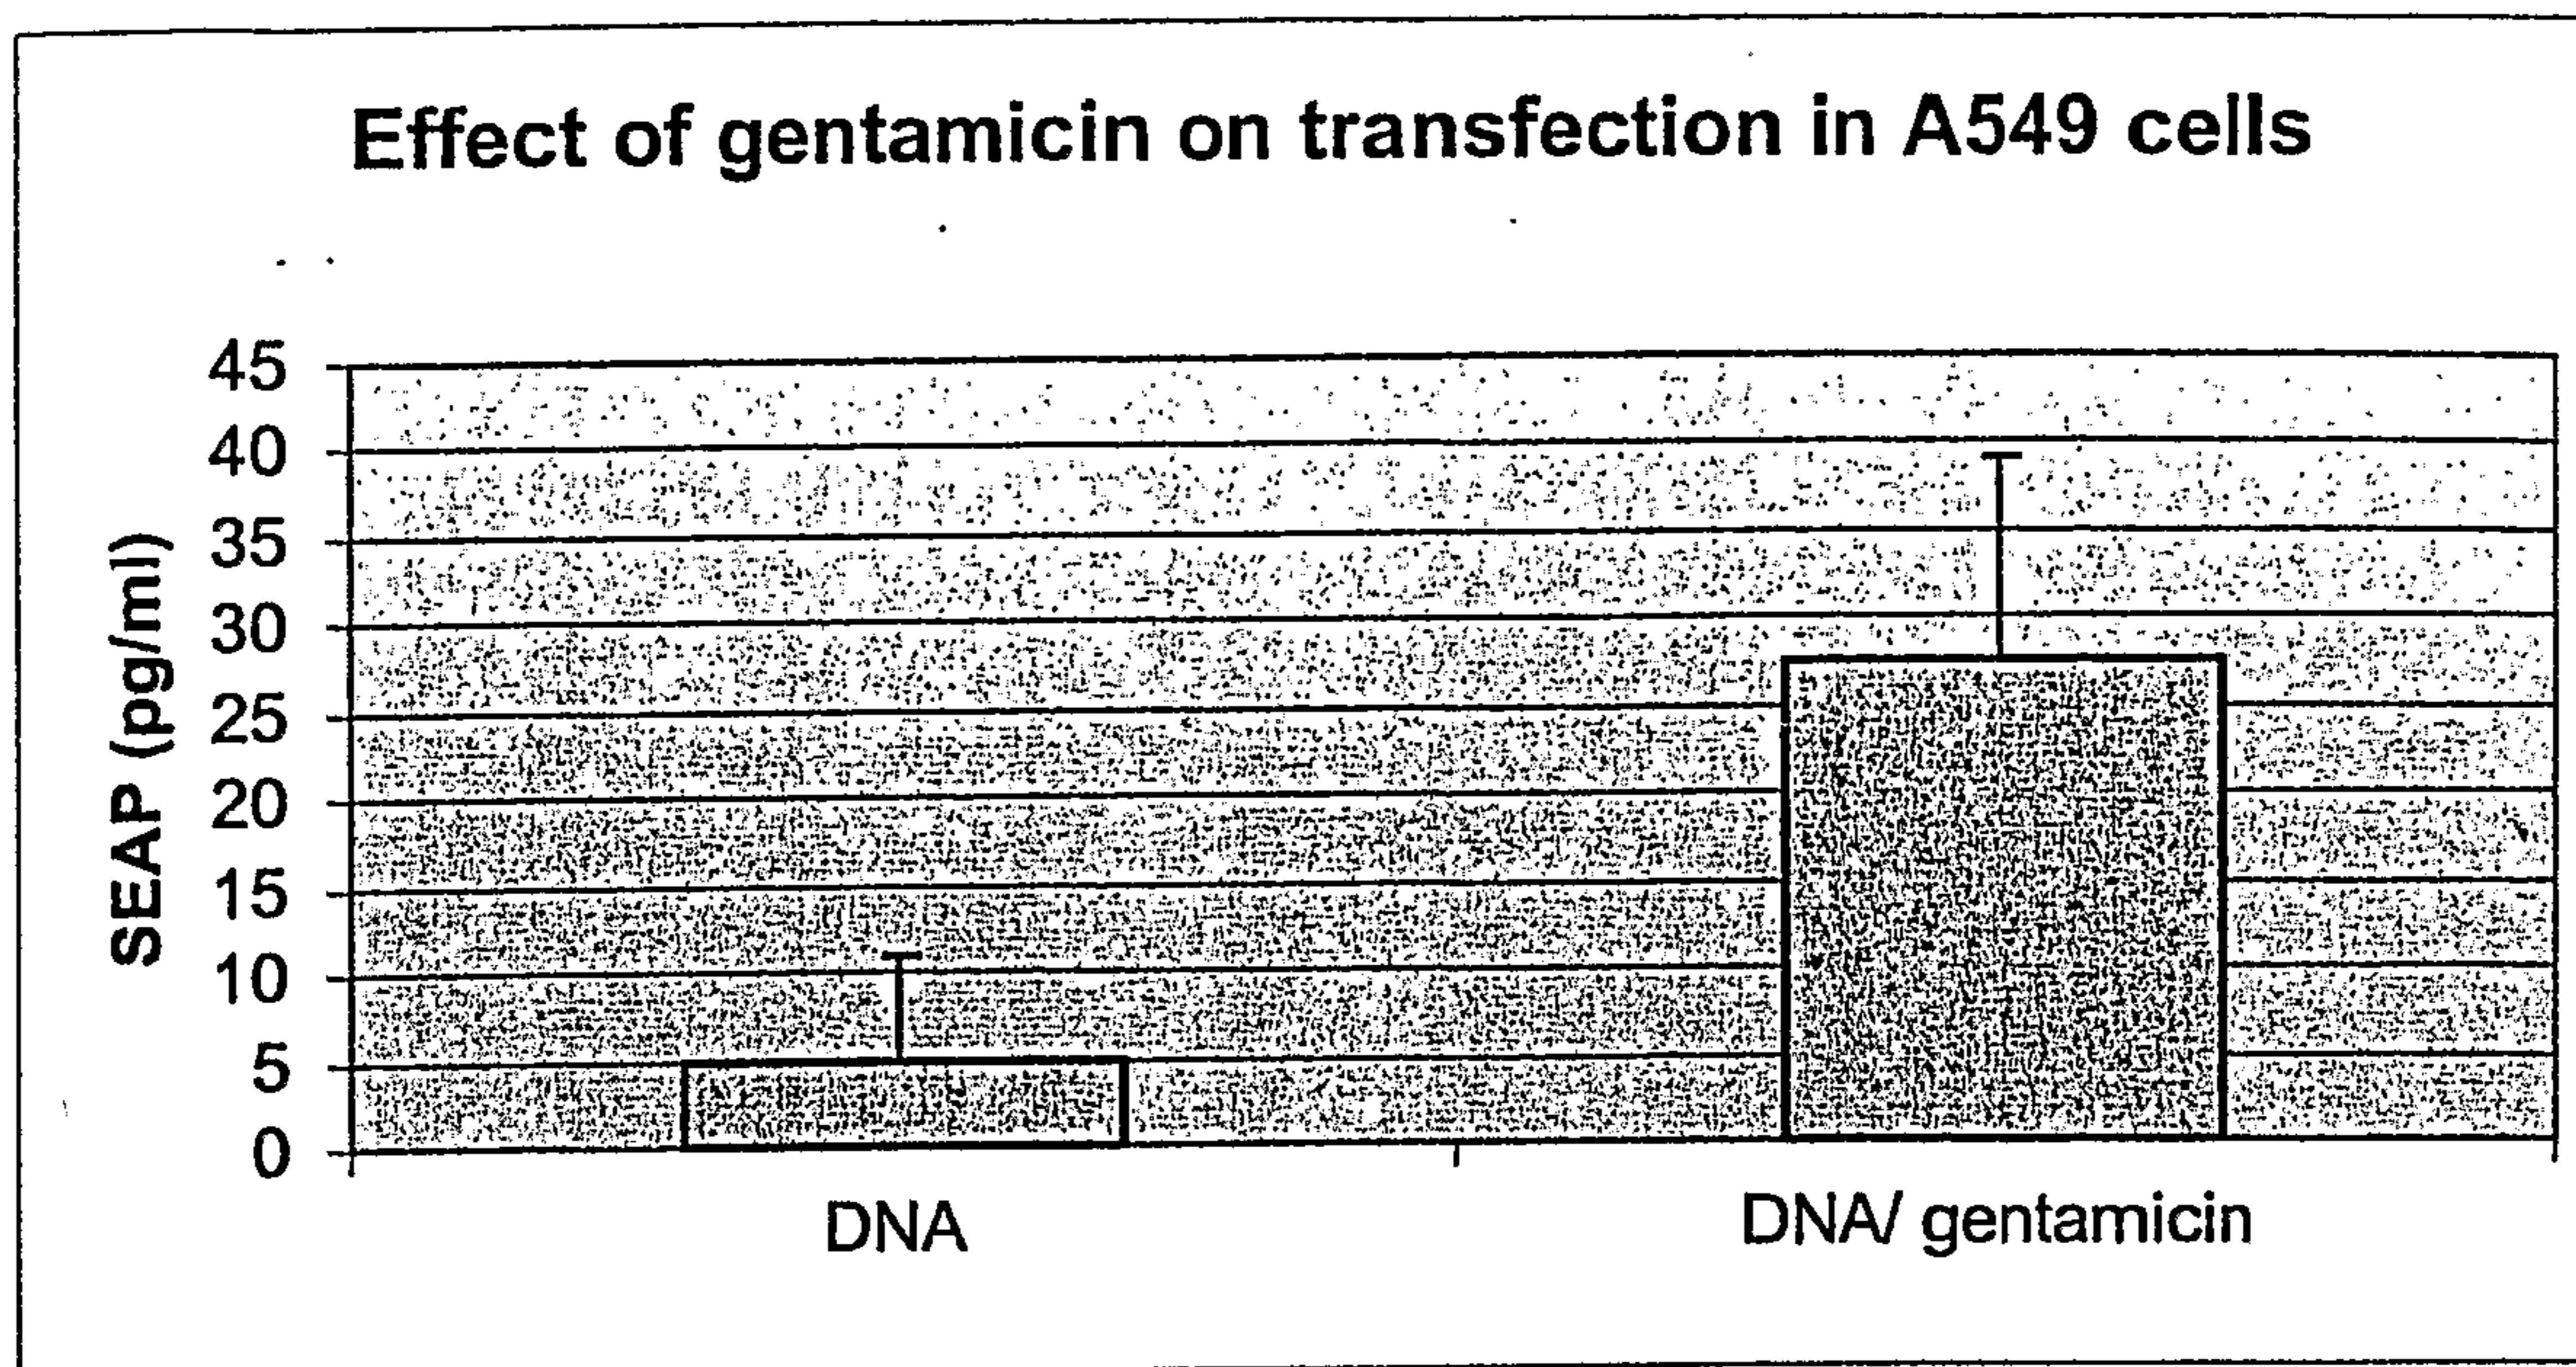 Effect of gentamicin on transfection in A549 cells
45
40
35
30
25
20
15
10
5
0
SEAP (pg/ml)
DNA
DNA/ gentamicin